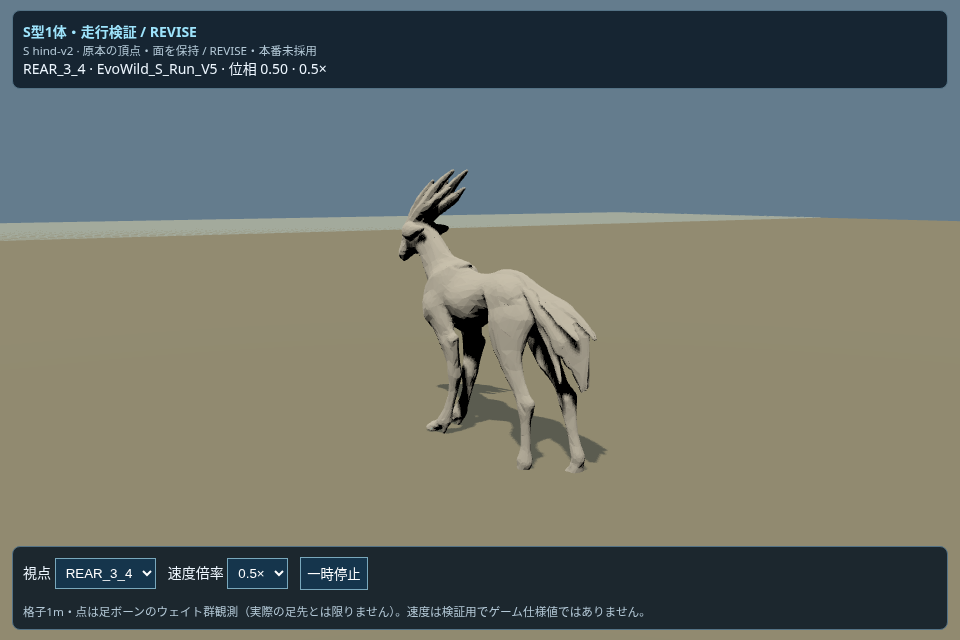 S型1体・走行検証 / REVISE
S hind-v2 · 原本の頂点・面を保持 / REVISE・本番未採用
REAR_3_4 · EvoWild_S_Run_V5 · 位相 0.50 · 0.5×
視点 REAR_3_4 速度倍率 0.5× 一時停止
格子1m・点は足ボーンのウェイト群観測（実際の足先とは限りません）。速度は検証用でゲーム仕様値ではありません。